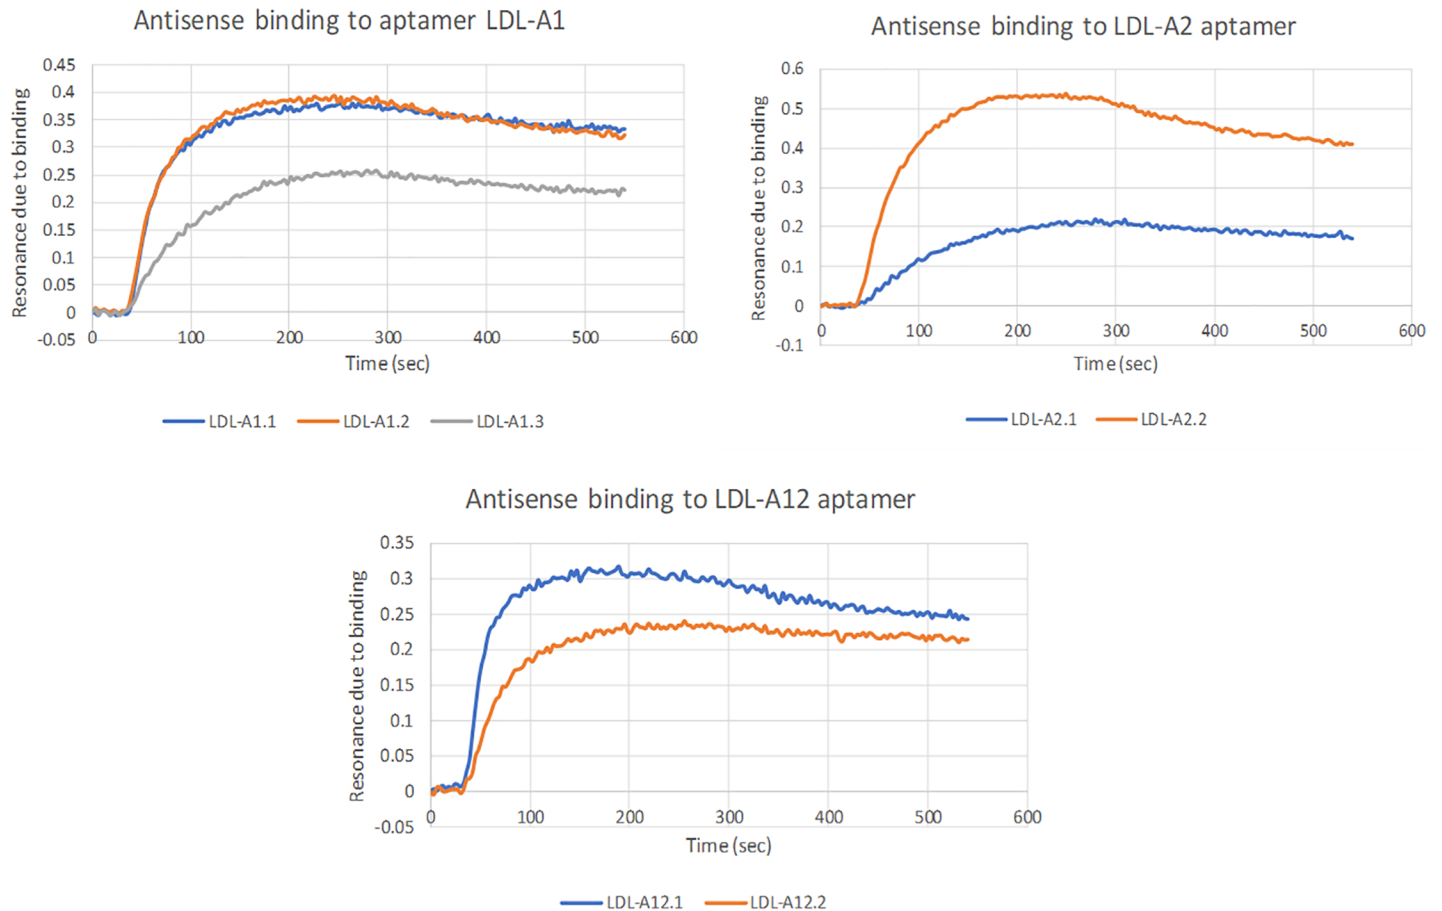 Antisense binding to aptamer LDL-A1
Resonance due to binding
0.45
0.4
0.35
0.3
0.25
0.2
0.15
0.1
0.05
0
-0.05
0 100 200 300 400 500 600
Time (sec)
LDL-A1.1 LDL-A1.2 LDL-A1.3
Antisense binding to LDL-A2 aptamer
Resonance due to binding
0.6
0.5
0.4
0.3
0.2
0.1
0
-0.1
0 100 200 300 400 500 600
Time (sec)
LDL-A2.1 LDL-A2.2
Antisense binding to LDL-A12 aptamer
Resonance due to binding
0.35
0.3
0.25
0.2
0.15
0.1
0.05
0
-0.05
0 100 200 300 400 500 600
Time (sec)
LDL-A12.1 LDL-A12.2